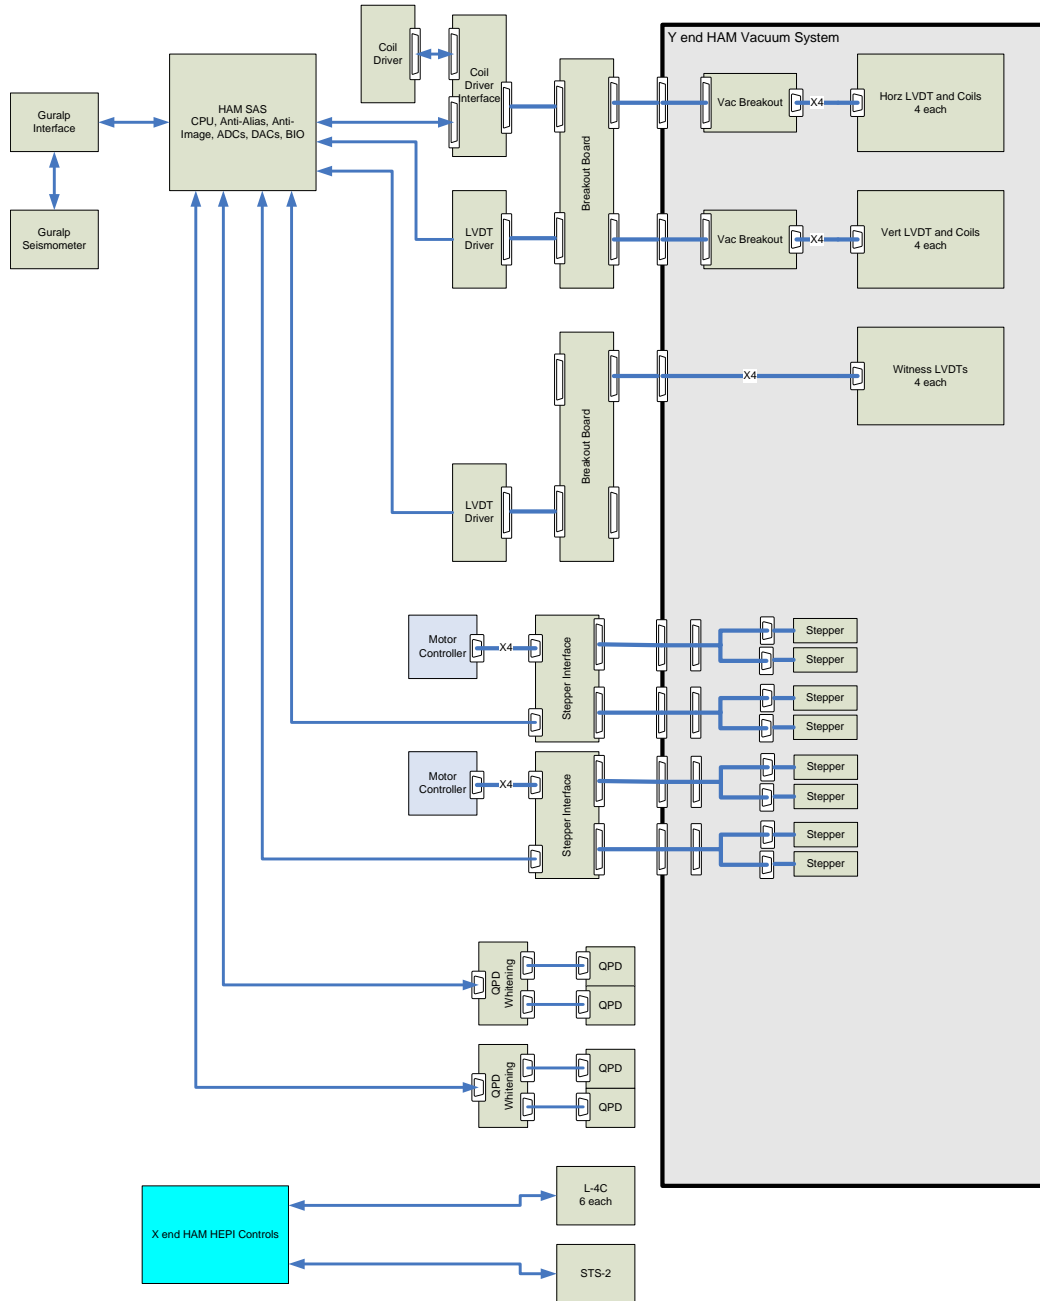 Y end HAM Vacuum System
Coil
Driver
Coil
Driver
Interface
HAM SAS
CPU, Anti-Alias, Anti-
Image, ADCs, DACs, BIO
Guralp
Interface
Guralp
Seismometer
Breakout Board
Vac Breakout
X4
Horz LVDT and Coils
4 each
LVDT
Driver
Vac Breakout
X4
Vert LVDT and Coils
4 each
Breakout Board
X4
Witness LVDTs
4 each
LVDT
Driver
Motor
Controller
X4
Stepper Interface
Stepper
Stepper
Stepper
Stepper
Motor
Controller
X4
Stepper Interface
Stepper
Stepper
Stepper
Stepper
QPD
Whitening
QPD
QPD
QPD
Whitening
QPD
QPD
X end HAM HEPI Controls
L-4C
6 each
STS-2